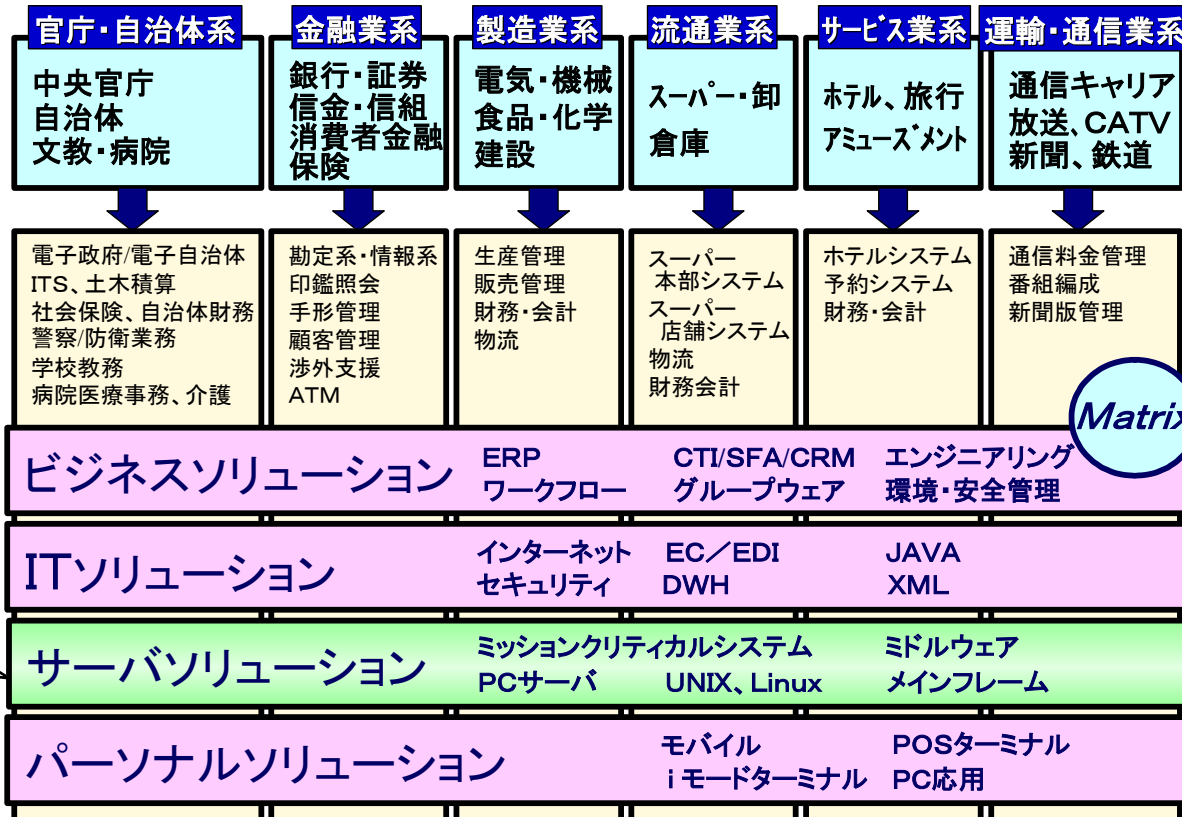 官庁・自治体系
中央官庁
自治体
文教・病院
金融業系
銀行・証券
信金・信組
消費者金融
保険
製造業系
電気・機械
食品・化学
建設
流通業系
スーパー・卸
倉庫
サービス業系
ホテル、旅行
アミューズメント
運輸・通信業系
通信キャリア
放送、CATV
新聞、鉄道
電子政府/電子自治体
ITS、土木積算
社会保険、自治体財務
警察/防衛業務
学校教務
病院医療事務、介護
勘定系・情報系
印鑑照会
手形管理
顧客管理
渉外支援
ATM
生産管理
販売管理
財務・会計
物流
スーパー
本部システム
スーパー
店舗システム
物流
財務会計
ホテルシステム
予約システム
財務・会計
通信料金管理
番組編成
新聞版管理
Matrix
ビジネスソリューション
ERP
ワークフロー
CTI/SFA/CRM
グループウェア
エンジニアリング
環境・安全管理
ITソリューション
インターネット
セキュリティ
EC／EDI
DWH
JAVA
XML
サーバソリューション
ミッションクリティカルシステム
PCサーバ
UNIX、Linux
ミドルウェア
メインフレーム
パーソナルソリューション
モバイル
iモードターミナル
POSターミナル
PC応用